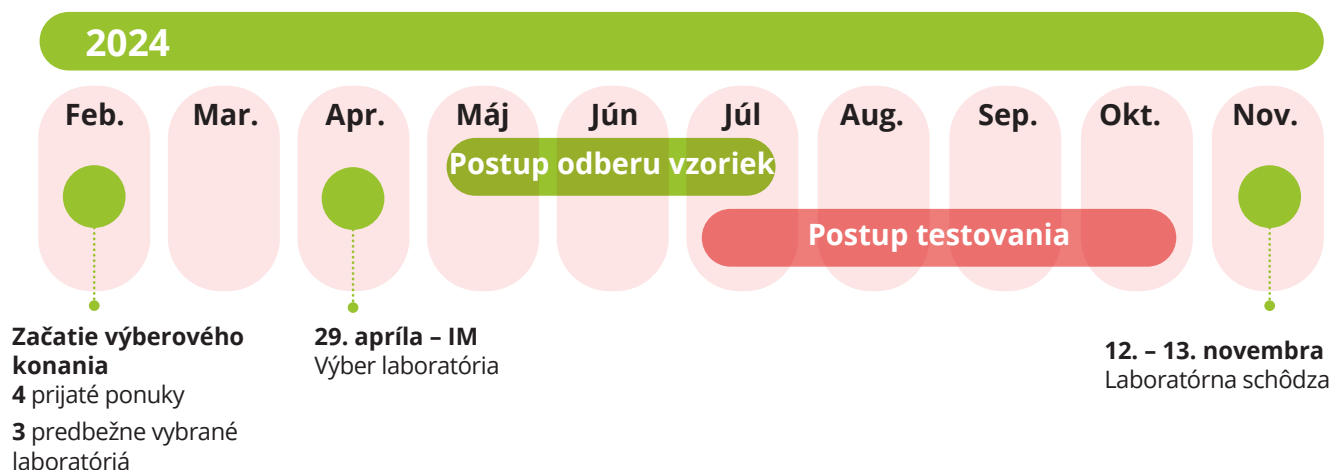 2024
Feb. Mar. Apr. Máj Jún Júl Aug. Sep. Okt. Nov.
Postup odberu vzoriek
Postup testovania
Začatie výberového
konania
4 prijaté ponuky
3 predbežne vybrané
laboratóriá
29. apríla – IM
Výber laboratória
12. – 13. novembra
Laboratórna schôdza